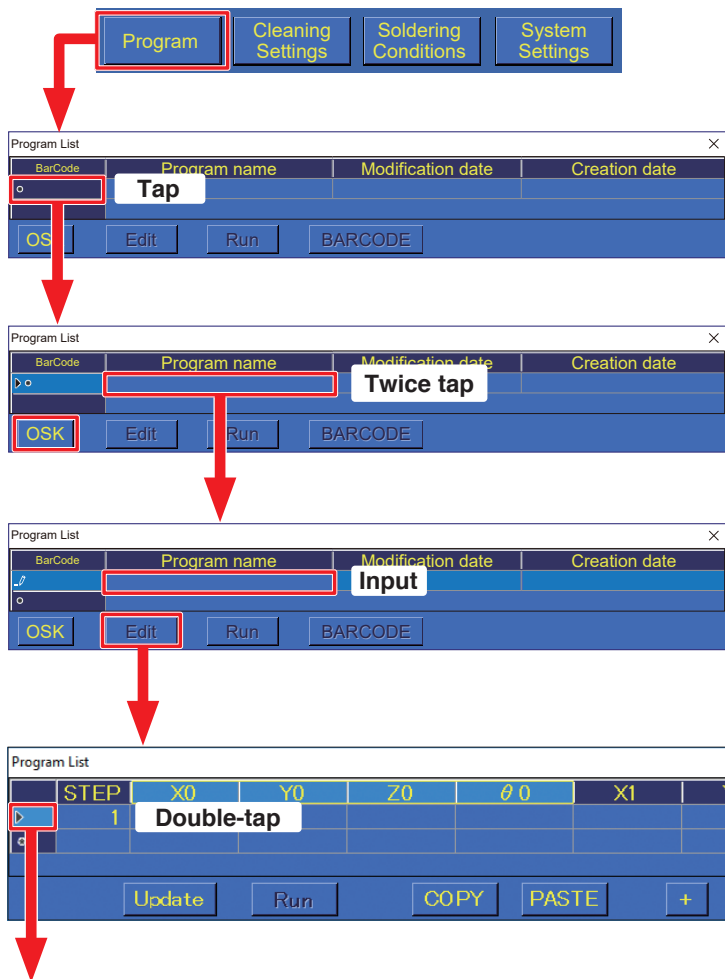 Program
Cleaning Settings
Soldering Conditions
System Settings
Program List
BarCode Program name Modification date Creation date
Tap
Edit Run BARCODE
Program List
BarCode Program name Modification date Creation date
Twice tap
OSK Edit Run BARCODE
Program List
BarCode Program name Modification date Creation date
Input
OSK Edit Run BARCODE
Program List
STEP X0 Y0 Z0 θ0 X1
1 Double-tap
Update Run COPY PASTE +